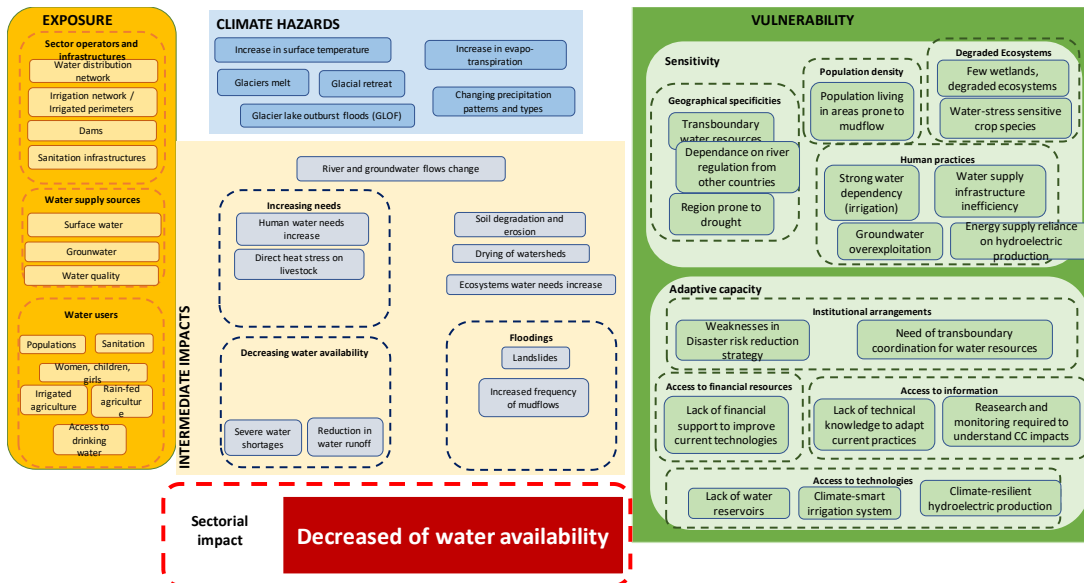 EXPOSURE
Sector operators and
infrastructures
Water distribution
network
Irrigation network /
Irrigated perimeters
Dams
Sanitation infrastructures
Water supply sources
Surface water
Grounwater
Water quality
Water users
Populations
Sanitation
Women, children,
girls
Irrigated
agriculture
Rain-fed
agricultur
e
Access to
drinking
water
CLIMATE HAZARDS
Increase in surface temperature
Increase in evapo-
transpiration
Glaciers melt
Glacial retreat
Changing precipitation
patterns and types
Glacier lake outburst floods (GLOF)
INTERMEDIATE IMPACTS
River and groundwater flows change
Increasing needs
Human water needs
increase
Direct heat stress on
livestock
Soil degradation and
erosion
Drying of watersheds
Ecosystems water needs increase
Decreasing water availability
Severe water
shortages
Reduction in
water runoff
Floodings
Landslides
Increased frequency
of mudflows
Sectorial
impact
Decreased of water availability
VULNERABILITY
Sensitivity
Geographical specificities
Transboundary
water resources
Dependance on river
regulation from
other countries
Region prone to
drought
Population density
Population living
in areas prone to
mudflow
Degraded Ecosystems
Few wetlands,
degraded ecosystems
Water-stress sensitive
crop species
Human practices
Strong water
dependency
(irrigation)
Water supply
infrastructure
inefficiency
Groundwater
overexploitation
Energy supply reliance
on hydroelectric
production
Adaptive capacity
Institutional arrangements
Weaknesses in
Disaster risk reduction
strategy
Need of transboundary
coordination for water resources
Access to financial resources
Lack of financial
support to improve
current technologies
Access to information
Lack of technical
knowledge to adapt
current practices
Reasearch and
monitoring required to
understand CC impacts
Access to technologies
Lack of water
reservoirs
Climate-smart
irrigation system
Climate-resilient
hydroelectric production